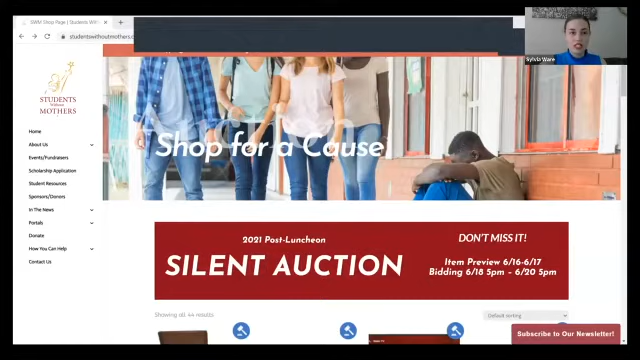 SWM Shop Page | Students With
studentswithoutmothers.c
Sylvia Ware
STUDENTS
Without
MOTHERS
Home
About Us
Events/Fundraisers
Scholarship Application
Student Resources
Sponsors/Donors
In The News
Portals
Donate
How You Can Help
Contact Us
Shop for a Cause
2021 Post-Luncheon
SILENT AUCTION
DON'T MISS IT!
Item Preview 6/16-6/17
Bidding 6/18 5pm – 6/20 5pm
Showing all 44 results
Default sorting
Subscribe to Our Newsletter!